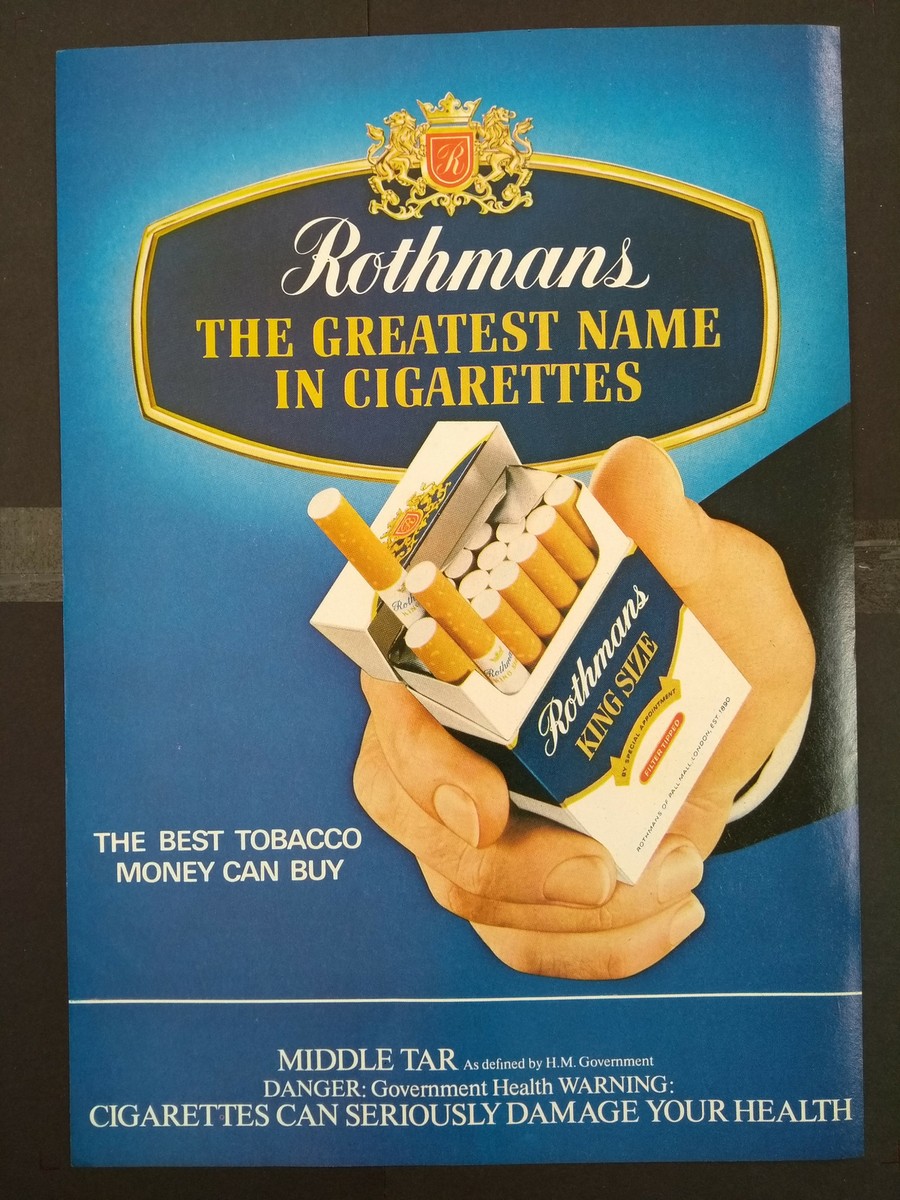 R
Rothmans
THE GREATEST NAME
IN CIGARETTES
Rothmans
KING SIZE
BY SPECIAL APPOINTMENT
FILTER TIPPED
ROTHMANS OF PALL MALL, LONDON, EST. 1890
THE BEST TOBACCO
MONEY CAN BUY
MIDDLE TAR As defined by H.M. Government
DANGER: Government Health WARNING:
CIGARETTES CAN SERIOUSLY DAMAGE YOUR HEALTH